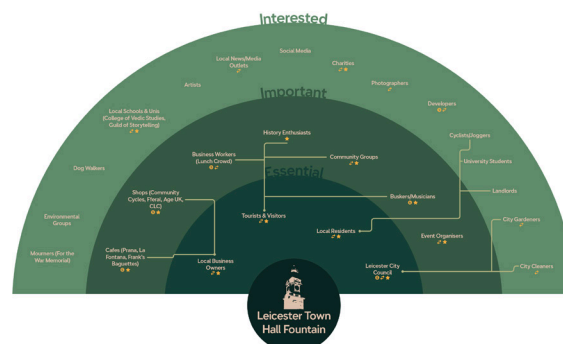 Interested
Social Media
Local News/Media
Outlets
Charities
Artists
Photographers
Developers
Local Schools & Unis
(College of Vedic Studies,
Guild of Storytelling)
Important
History Enthusiasts
Cyclists/Joggers
Business Workers
(Lunch Crowd)
Community Groups
University Students
Dog Walkers
Essential
Shops (Community
Cycles, Fferal, Age UK,
CLC)
Buskers/Musicians
Landlords
Environmental
Groups
Tourists & Visitors
City Gardeners
Local Residents
Event Organisers
Mourners (For the
War Memorial)
Cafes (Prana, La
Fontana, Frank's
Baguettes)
Local Business
Owners
Leicester City
Council
City Cleaners
Leicester Town
Hall Fountain